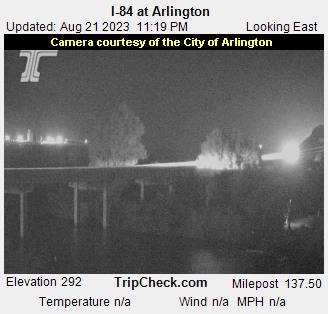 I-84 at Arlington
Updated: Aug 21 2023 11:19 PM Looking East
Camera courtesy of the City of Arlington
Elevation 292 TripCheck.com Milepost 137.50
Temperature n/a Wind n/a MPH n/a